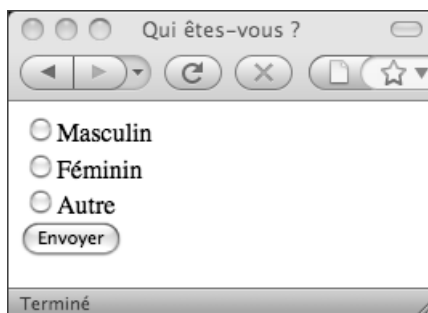 Qui êtes-vous ?
Masculin
Féminin
Autre
Envoyer
Terminé